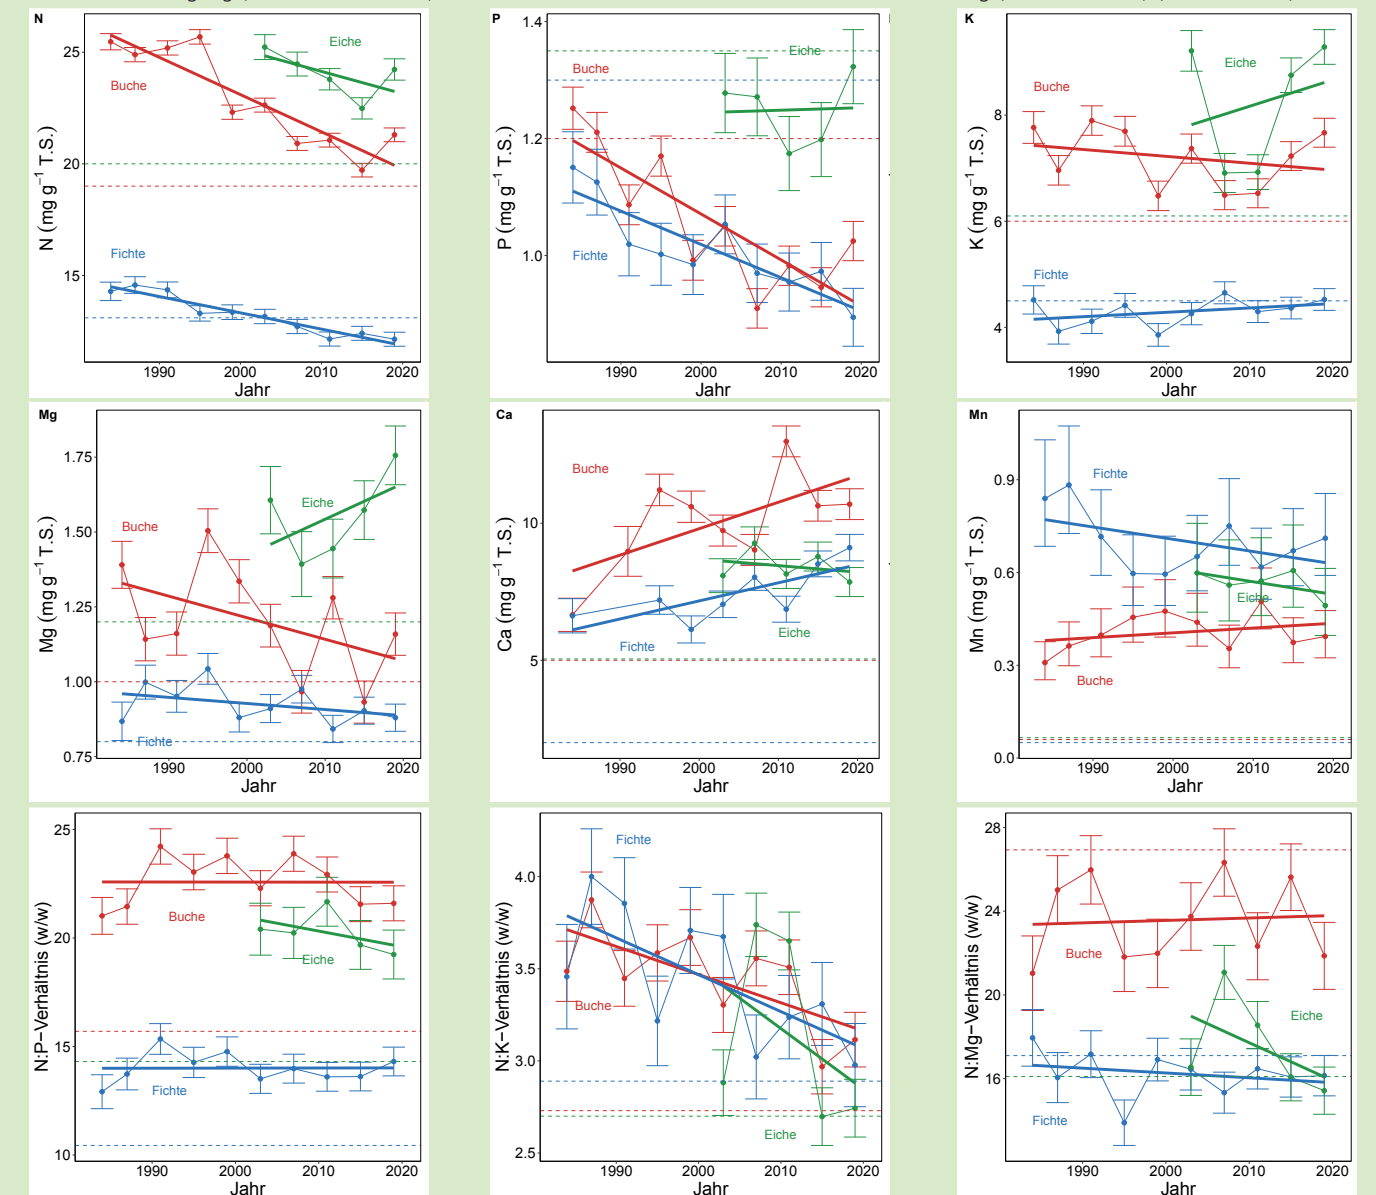 N
25
20
15
N (mg g⁻¹ T.S.)
Buche
Eiche
Fichte
1990
2000
2010
2020
Jahr
P
1.4
1.2
1.0
P (mg g⁻¹ T.S.)
Buche
Eiche
Fichte
1990
2000
2010
2020
Jahr
K
8
6
4
K (mg g⁻¹ T.S.)
Buche
Eiche
Fichte
1990
2000
2010
2020
Jahr
Mg
1.75
1.50
1.25
1.00
0.75
Mg (mg g⁻¹ T.S.)
Buche
Eiche
Fichte
1990
2000
2010
2020
Jahr
Ca
10
5
Ca (mg g⁻¹ T.S.)
Buche
Fichte
Eiche
1990
2000
2010
2020
Jahr
Mn
0.9
0.6
0.3
0.0
Mn (mg g⁻¹ T.S.)
Fichte
Eiche
Buche
1990
2000
2010
2020
Jahr
25
20
15
10
N:P−Verhältnis (w/w)
Buche
Eiche
Fichte
1990
2000
2010
2020
Jahr
4.0
3.5
3.0
2.5
N:K−Verhältnis (w/w)
Fichte
Buche
Eiche
1990
2000
2010
2020
Jahr
28
24
20
16
N:Mg−Verhältnis (w/w)
Buche
Eiche
Fichte
1990
2000
2010
2020
Jahr